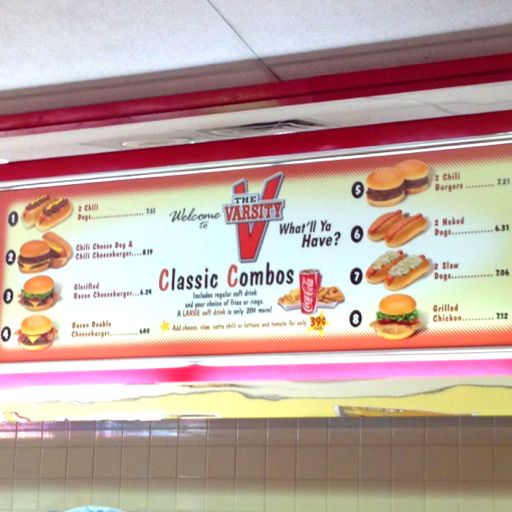 Welcome to
THE
VARSITY
What'll Ya
Have?
Classic Combos
Includes regular soft drink
and your choice of fries or rings.
A LARGE soft drink is only 20¢ more!
Add cheese, slaw, extra chili or lettuce and tomato for only 39¢
Coca-Cola
1
2 Chili
Dogs.................... 7.61
2
Chili Cheese Dog &
Chili Cheeseburger....8.19
3
Glorified
Bacon Cheeseburger...6.24
4
Bacon Double
Cheeseburger........... 6.80
5
2 Chili
Burgers ......... 7.21
6
2 Naked
Dogs............. 6.31
7
2 Slaw
Dogs............. 7.06
8
Grilled
Chicken.......... 7.12